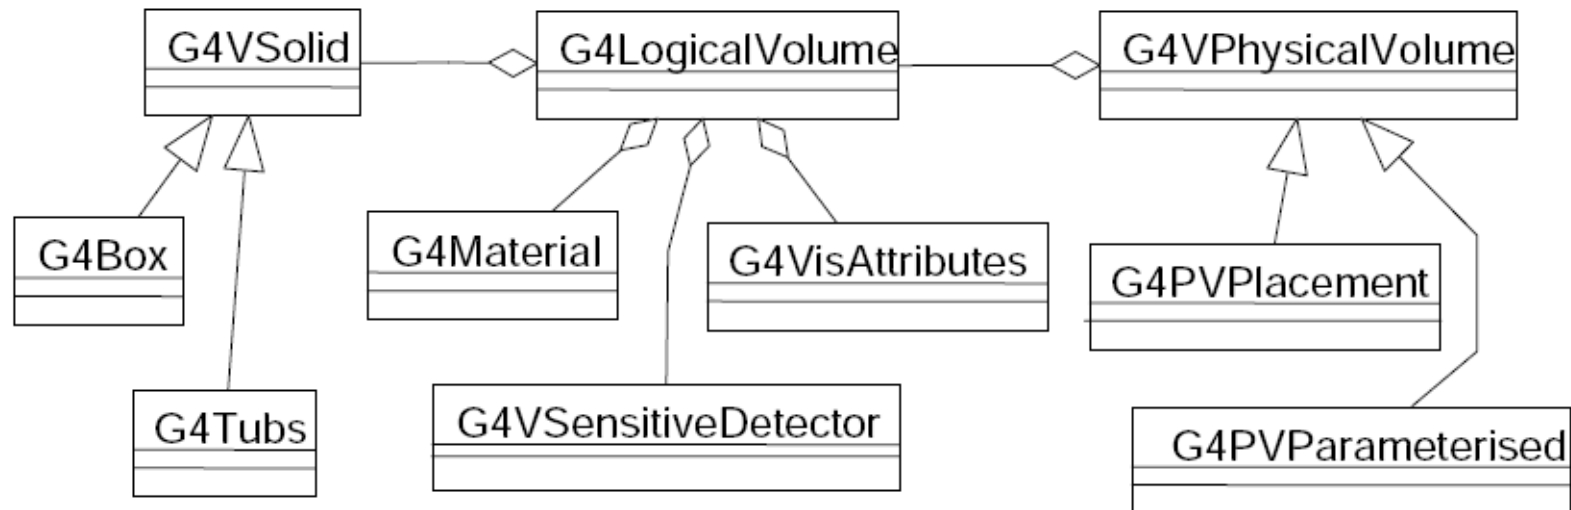 G4VSolid
G4LogicalVolume
G4VPhysicalVolume
G4Box
G4Material
G4VisAttributes
G4PVPlacement
G4Tubs
G4VSensitiveDetector
G4PVParameterised